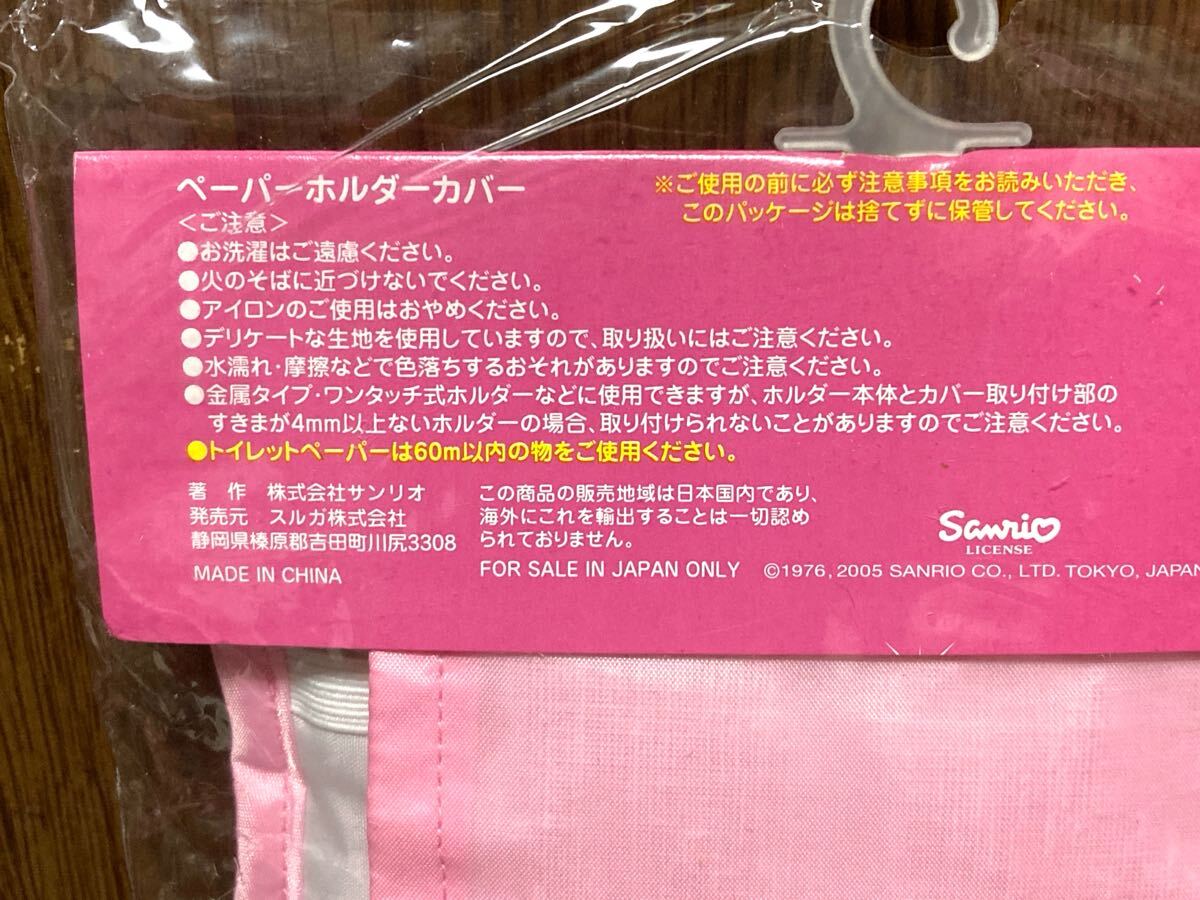 ペーパーホルダーカバー
※ご使用の前に必ず注意事項をお読みいただき、
このパッケージは捨てずに保管してください。
＜ご注意＞
●お洗濯はご遠慮ください。
●火のそばに近づけないでください。
●アイロンのご使用はおやめください。
●デリケートな生地を使用していますので、取り扱いにはご注意ください。
●水濡れ・摩擦などで色落ちするおそれがありますのでご注意ください。
●金属タイプ・ワンタッチ式ホルダーなどに使用できますが、ホルダー本体とカバー取り付け部の
すきまが4mm以上ないホルダーの場合、取り付けられないことがありますのでご注意ください。
●トイレットペーパーは60m以内の物をご使用ください。
著 作 株式会社サンリオ
発売元 スルガ株式会社
静岡県榛原郡吉田町川尻3308
MADE IN CHINA
この商品の販売地域は日本国内であり、
海外にこれを輸出することは一切認め
られておりません。
FOR SALE IN JAPAN ONLY
Sanrio
LICENSE
©1976, 2005 SANRIO CO., LTD. TOKYO, JAPAN